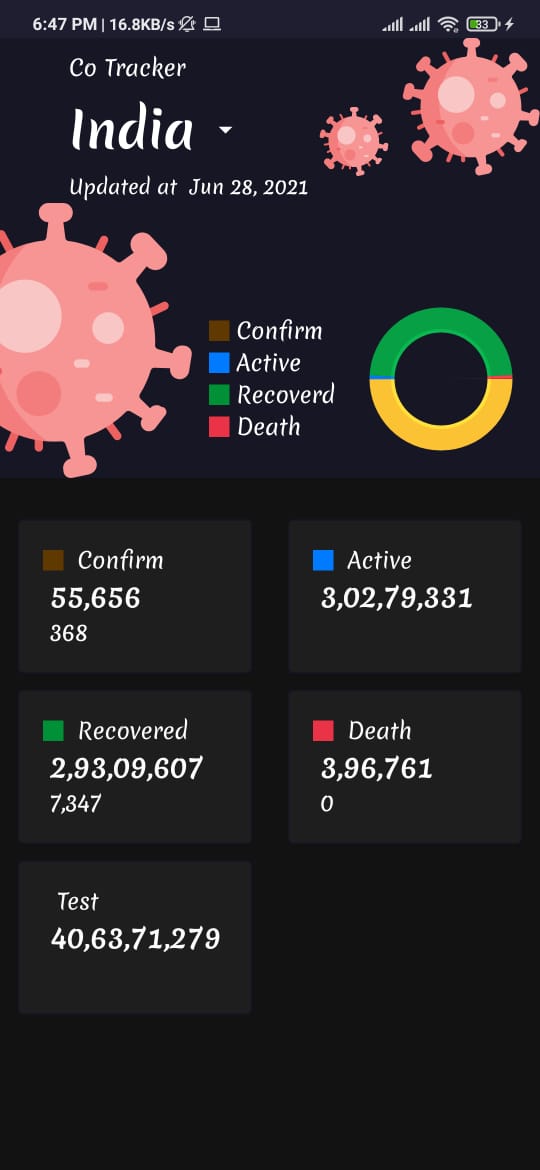 6:47 PM | 16.8KB/s
33
Co Tracker
India
Updated at Jun 28, 2021
Confirm
Active
Recoverd
Death
Confirm
55,656
368
Active
3,02,79,331
Recovered
2,93,09,607
7,347
Death
3,96,761
0
Test
40,63,71,279